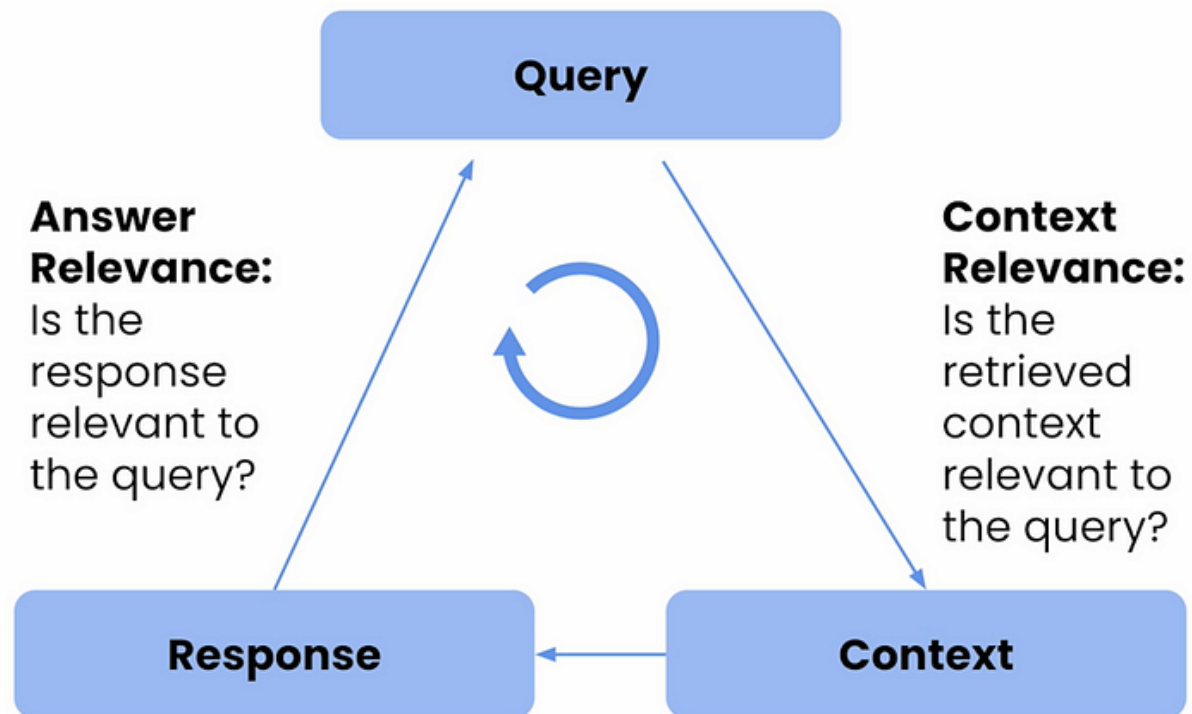 Query
Answer
Relevance:
Is the
response
relevant to
the query?
Context
Relevance:
Is the
retrieved
context
relevant to
the query?
Response
Context